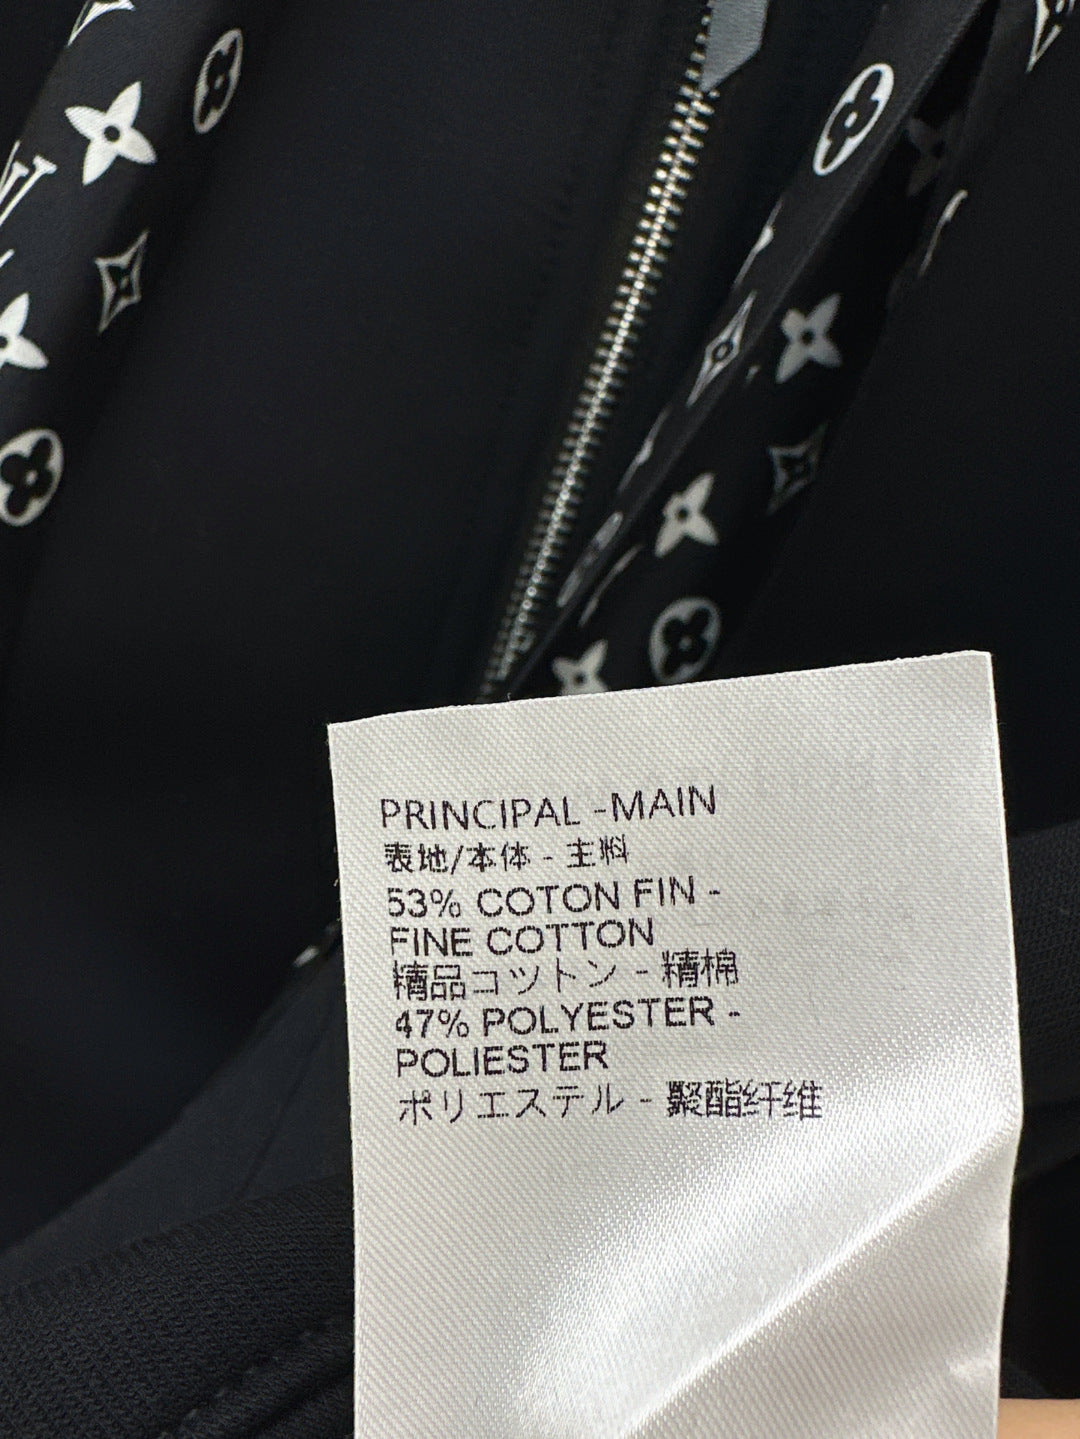 PRINCIPAL -MAIN
表地/本体 - 主料
53% COTON FIN -
FINE COTTON
精品コットン - 精棉
47% POLYESTER -
POLIESTER
ポリエステル - 聚酯纤维